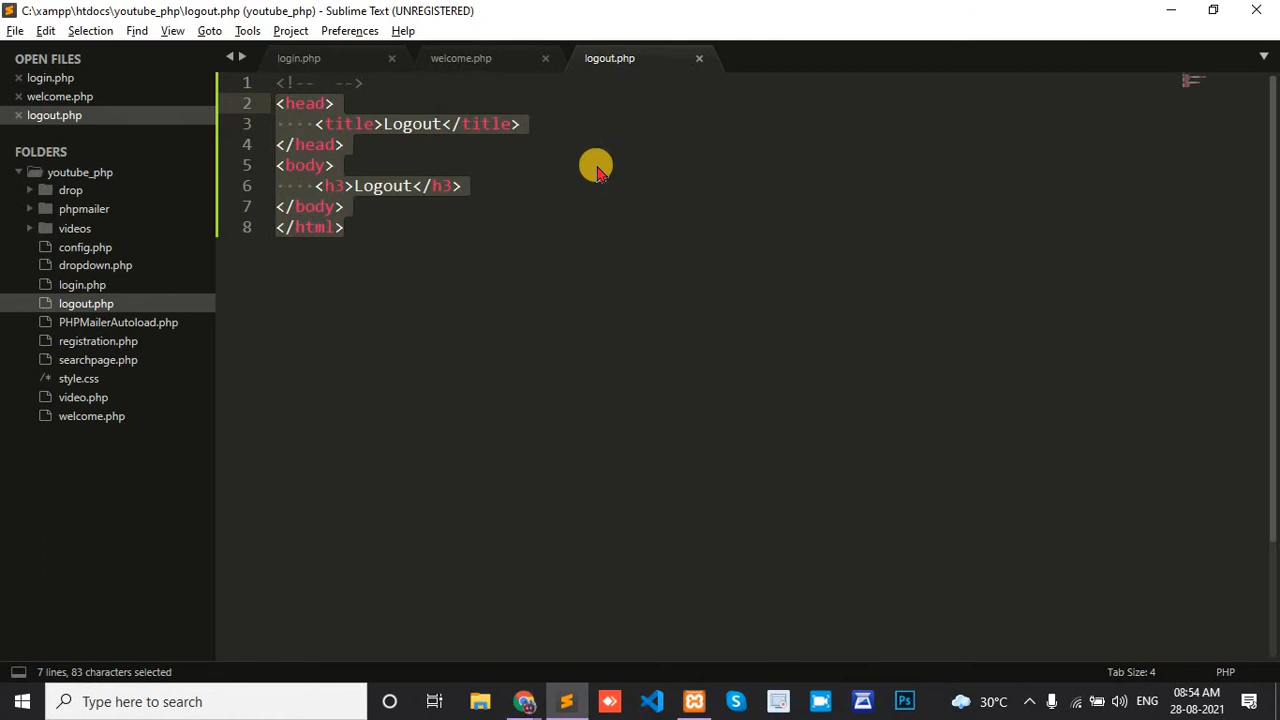 C:\xampp\htdocs\youtube_php\logout.php (youtube_php) - Sublime Text (UNREGISTERED)
File Edit Selection Find View Goto Tools Project Preferences Help
OPEN FILES
login.php
welcome.php
logout.php
FOLDERS
youtube_php
drop
phpmailer
videos
config.php
dropdown.php
login.php
logout.php
PHPMailerAutoload.php
registration.php
searchpage.php
style.css
video.php
welcome.php
login.php welcome.php logout.php
1 <!-- -->
2 <head>
3 <title>Logout</title>
4 </head>
5 <body>
6 <h3>Logout</h3>
7 </body>
8 </html>
7 lines, 83 characters selected Tab Size: 4 PHP
Type here to search 30°C ENG 08:54 AM
28-08-2021